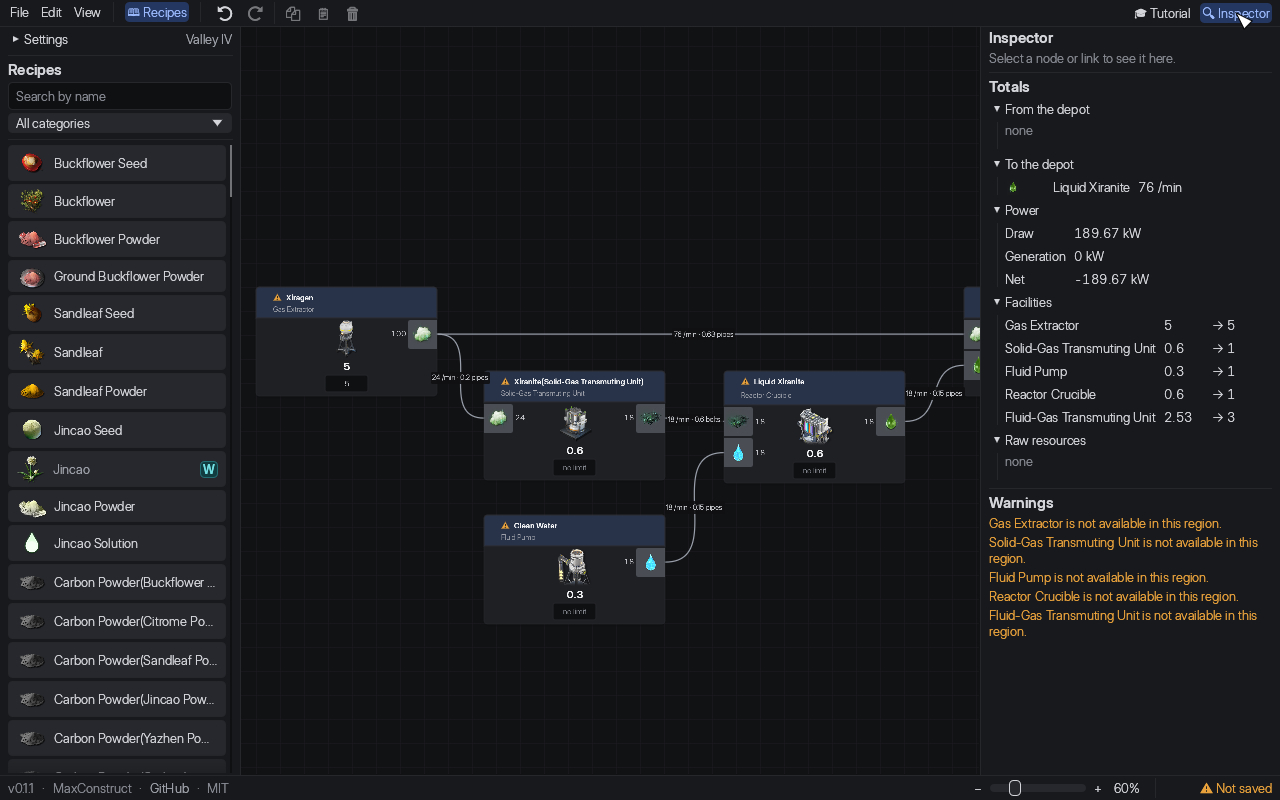 File Edit View Recipes Tutorial Inspector
Settings Valley IV
Recipes
Search by name
All categories
Buckflower Seed
Buckflower
Buckflower Powder
Ground Buckflower Powder
Sandleaf Seed
Sandleaf
Sandleaf Powder
Jincao Seed
Jincao W
Jincao Powder
Jincao Solution
Carbon Powder(Buckflower ...
Carbon Powder(Citrome Po...
Carbon Powder(Sandleaf Po...
Carbon Powder(Jincao Pow...
Carbon Powder(Yazhen Po...
Xiragen
Gas Extractor
100
5
5
76 /min · 0.63 pipes
24 /min · 0.2 pipes
Xiranite(Solid-Gas Transmuting Unit)
Solid-Gas Transmuting Unit
24 18
0.6
no limit
18 /min · 0.6 belts
Liquid Xiranite
Reactor Crucible
18 18
18
0.6
no limit
18 /min · 0.15 pipes
18 /min · 0.15 pipes
Clean Water
Fluid Pump
18
0.3
no limit
Inspector
Select a node or link to see it here.
Totals
From the depot
none
To the depot
Liquid Xiranite 76 /min
Power
Draw 189.67 kW
Generation 0 kW
Net -189.67 kW
Facilities
Gas Extractor 5 → 5
Solid-Gas Transmuting Unit 0.6 → 1
Fluid Pump 0.3 → 1
Reactor Crucible 0.6 → 1
Fluid-Gas Transmuting Unit 2.53 → 3
Raw resources
none
Warnings
Gas Extractor is not available in this region.
Solid-Gas Transmuting Unit is not available in this
region.
Fluid Pump is not available in this region.
Reactor Crucible is not available in this region.
Fluid-Gas Transmuting Unit is not available in this
region.
v0.1.1 · MaxConstruct · GitHub · MIT
− + 60% Not saved